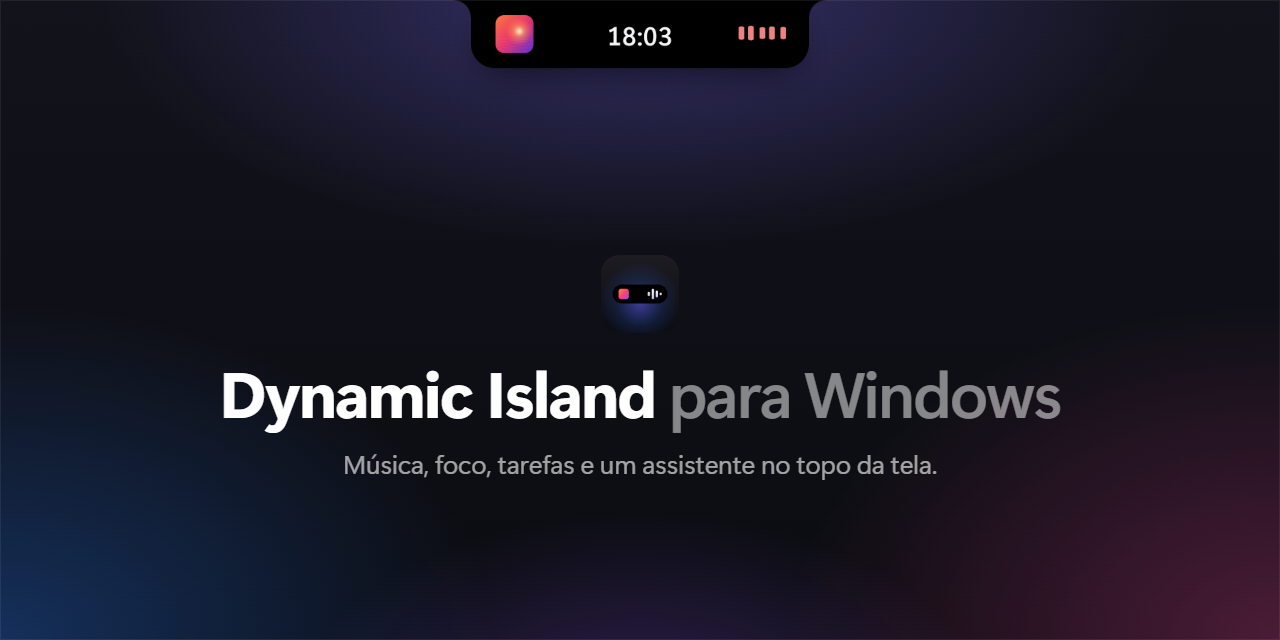 18:03
Dynamic Island para Windows
Música, foco, tarefas e um assistente no topo da tela.